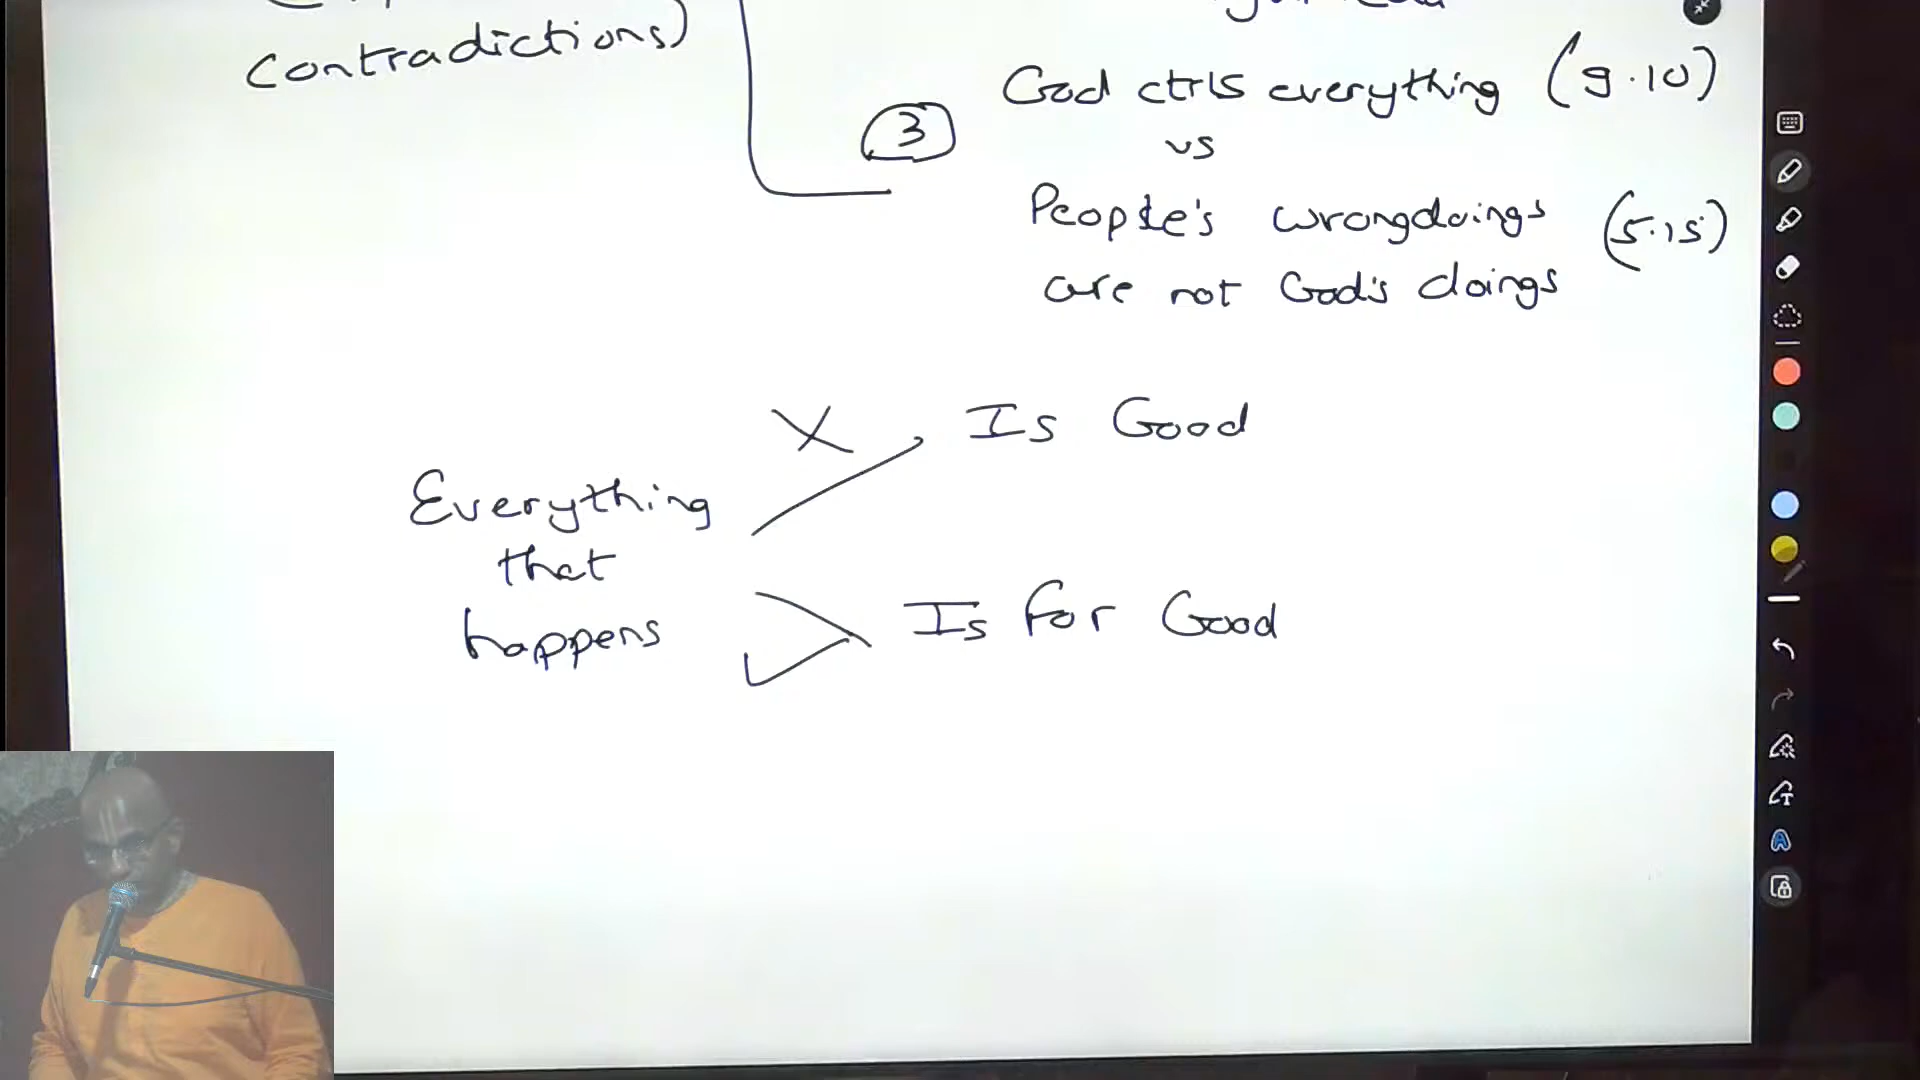 contradictions)
3
God ctrls everything (9.10)
vs
People's wrongdoings (5.15)
are not God's doings
X Is Good
Everything
that
happens
Is for Good